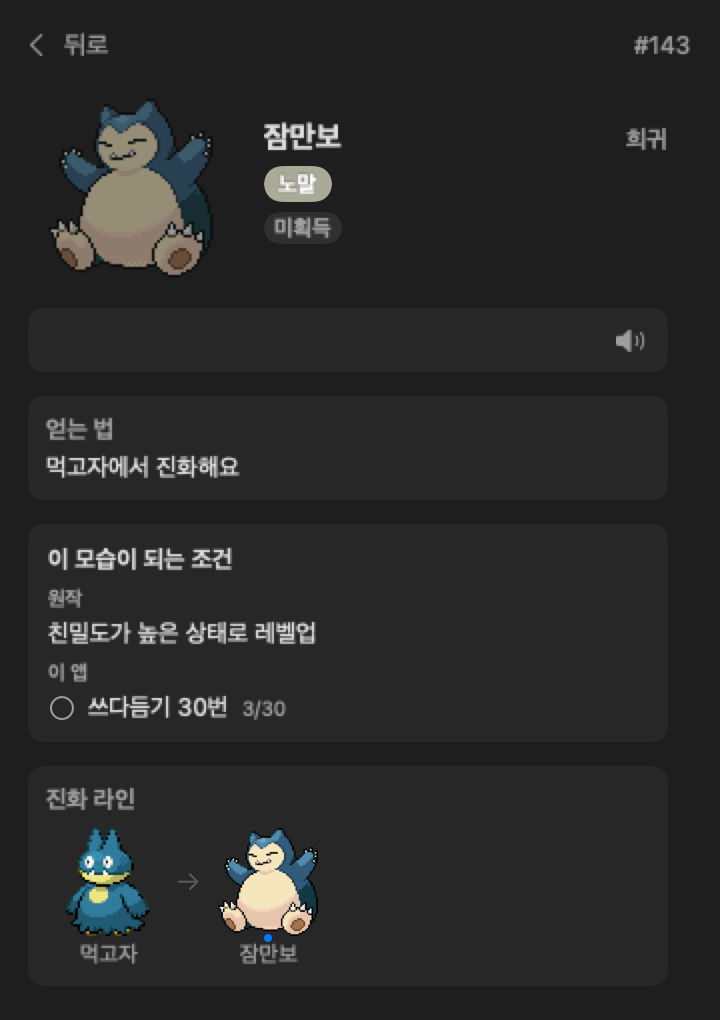 뒤로
#143
잠만보
희귀
노말
미획득
얻는 법
먹고자에서 진화해요
이 모습이 되는 조건
원작
친밀도가 높은 상태로 레벨업
이 앱
쓰다듬기 30번 3/30
진화 라인
먹고자
잠만보